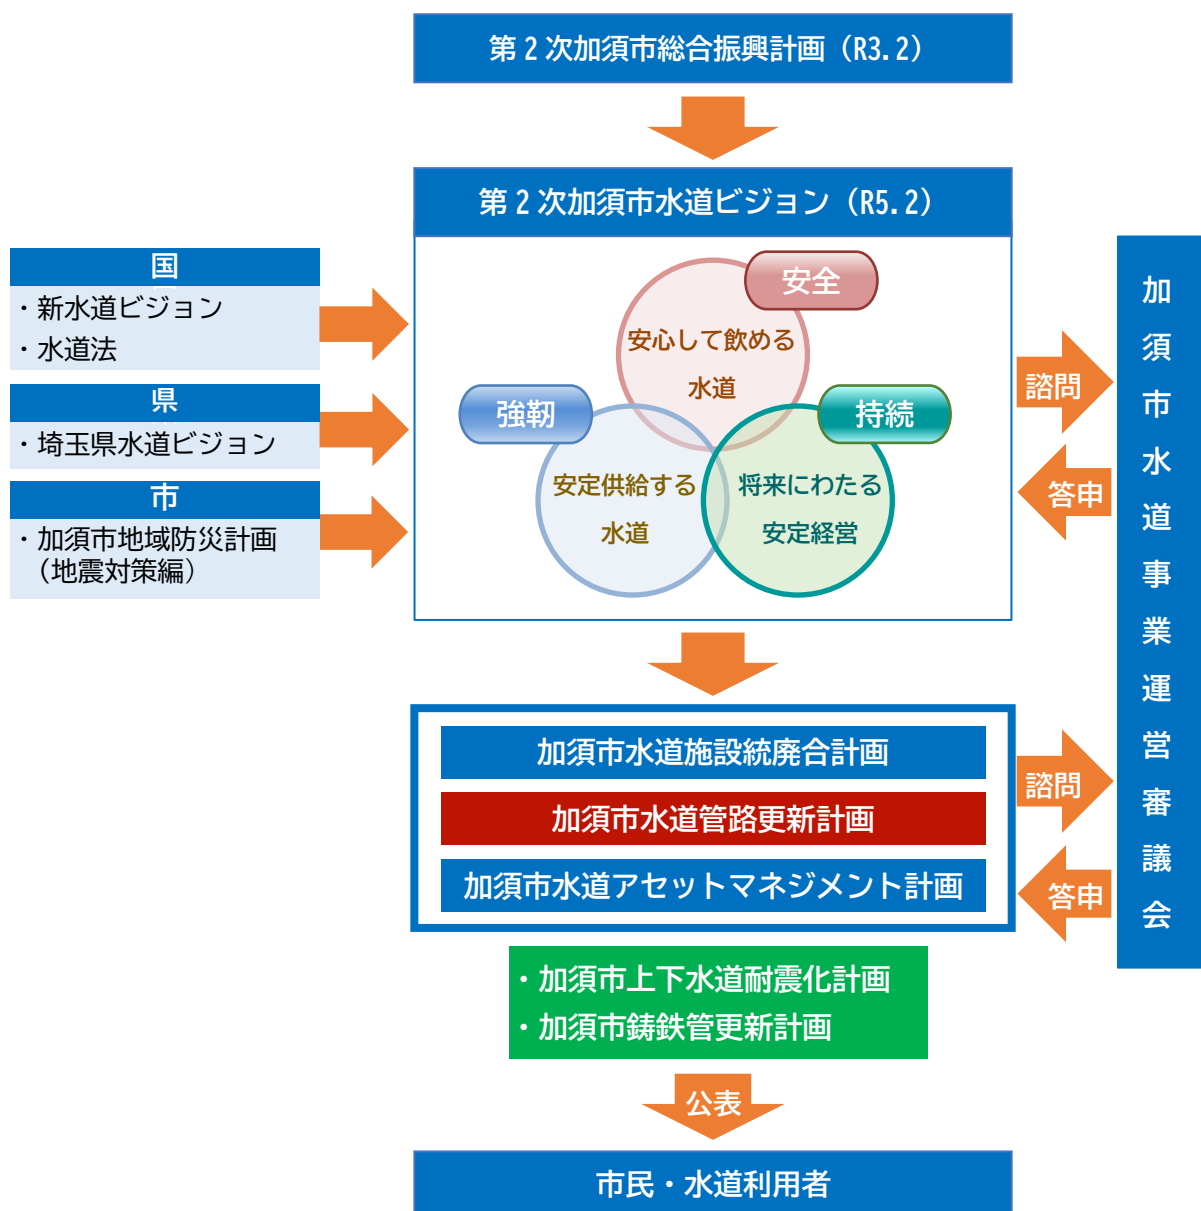 第２次加須市総合振興計画（R3.2）
第２次加須市水道ビジョン（R5.2）
国
・新水道ビジョン
・水道法
県
・埼玉県水道ビジョン
市
・加須市地域防災計画
（地震対策編）
安全
安心して飲める
水道
強靭
安定供給する
水道
持続
将来にわたる
安定経営
諮問
答申
加須市水道事業運営審議会
加須市水道施設統廃合計画
加須市水道管路更新計画
加須市水道アセットマネジメント計画
諮問
答申
・加須市上下水道耐震化計画
・加須市鋳鉄管更新計画
公表
市民・水道利用者